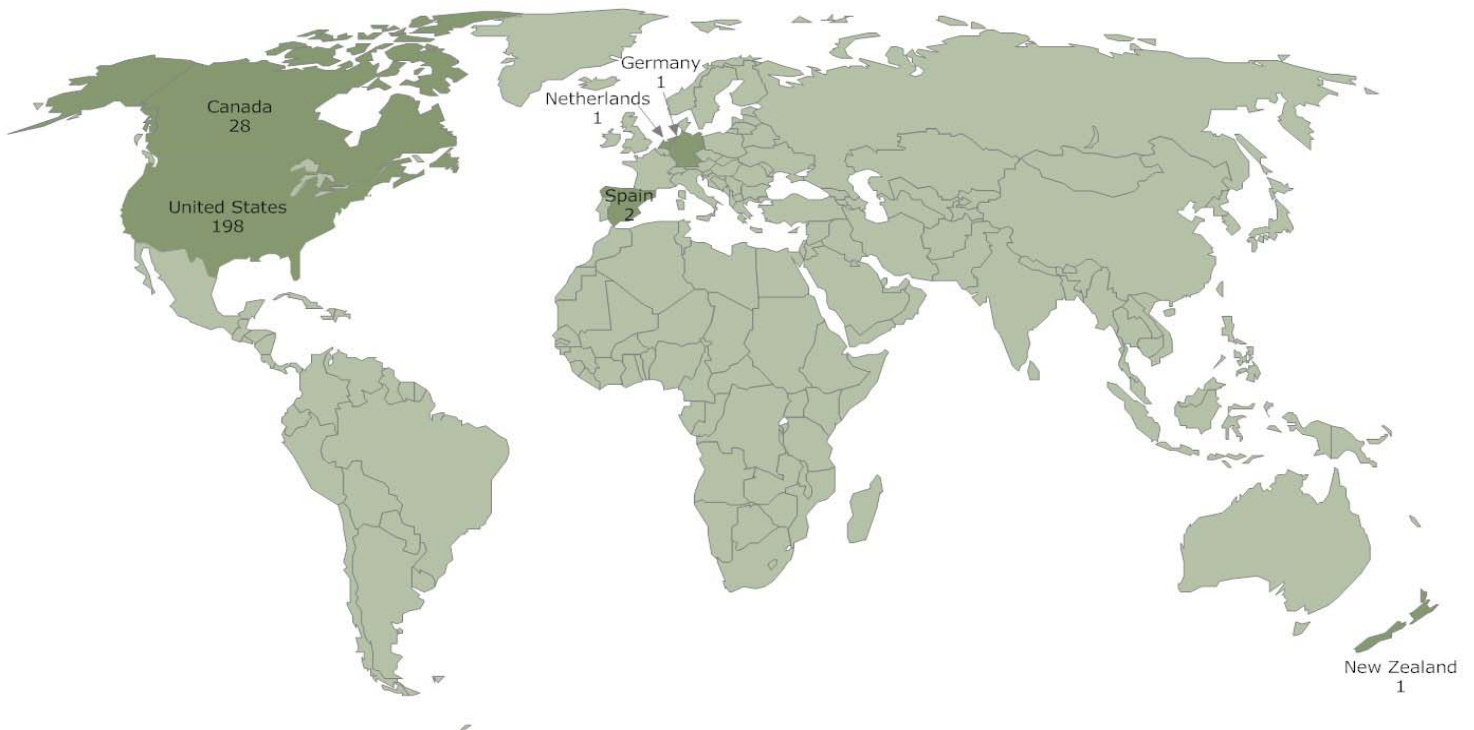 Germany
1
Netherlands
1
Canada
28
Spain
2
United States
198
New Zealand
1